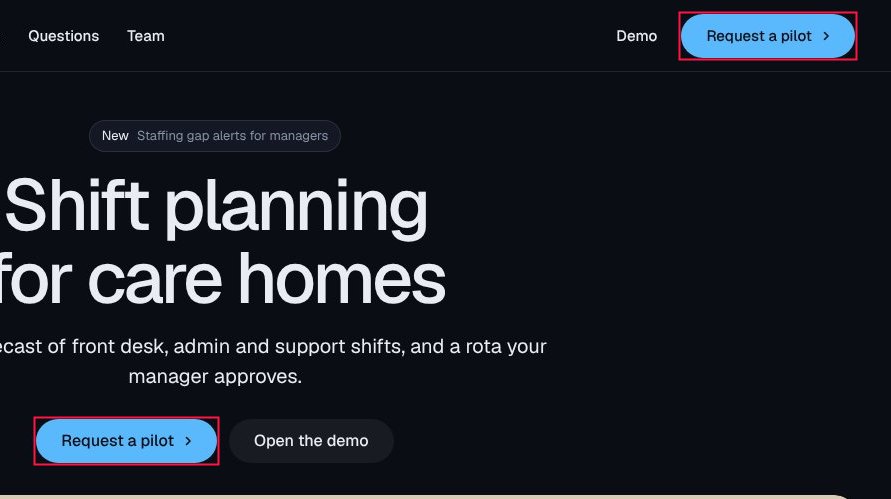 Questions Team Demo Request a pilot
New Staffing gap alerts for managers
Shift planning
for care homes
of front desk, admin and support shifts, and a rota your
manager approves.
Request a pilot Open the demo